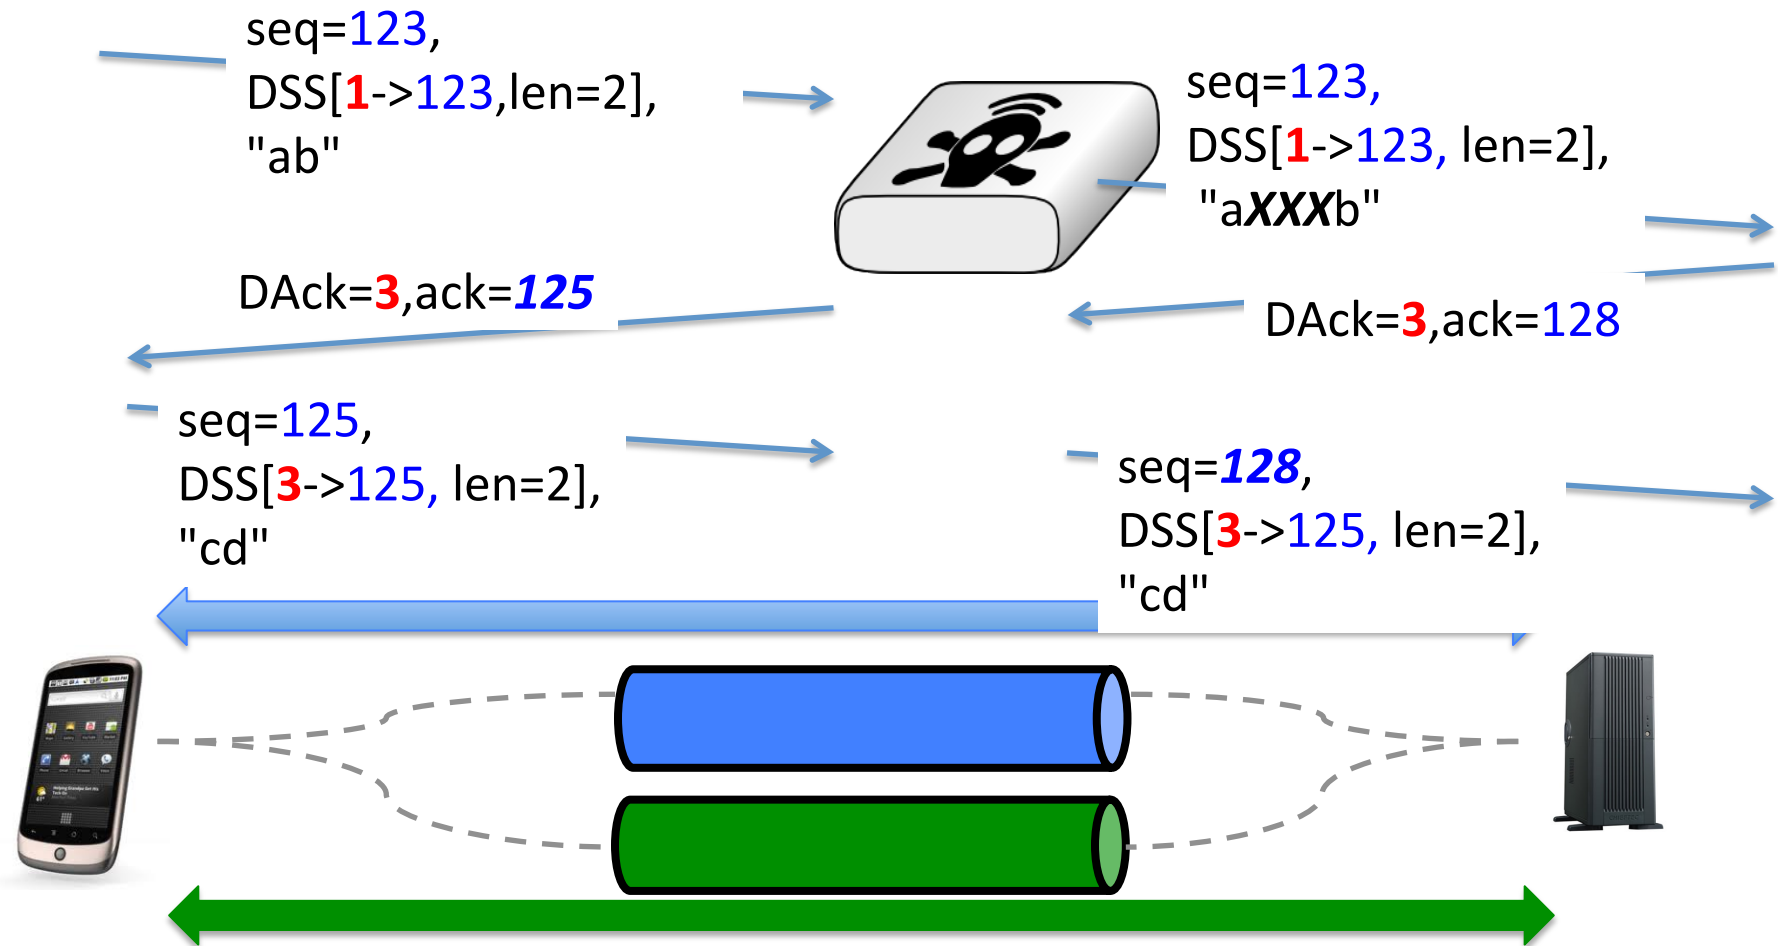 seq=123,
DSS[1->123,len=2],
"ab"
seq=123,
DSS[1->123, len=2],
"aXXXb"
DAck=3,ack=125
DAck=3,ack=128
seq=125,
DSS[3->125, len=2],
"cd"
seq=128,
DSS[3->125, len=2],
"cd"